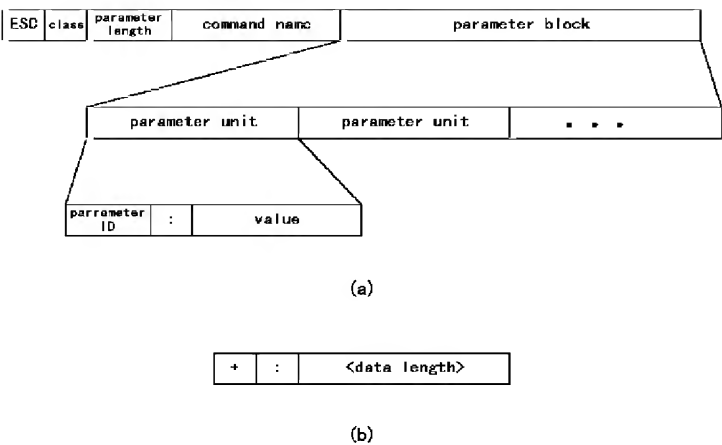 ESC class parameter length command name parameter block
parameter unit parameter unit . . .
parrameter ID : value
(a)
+ : <data length>
(b)